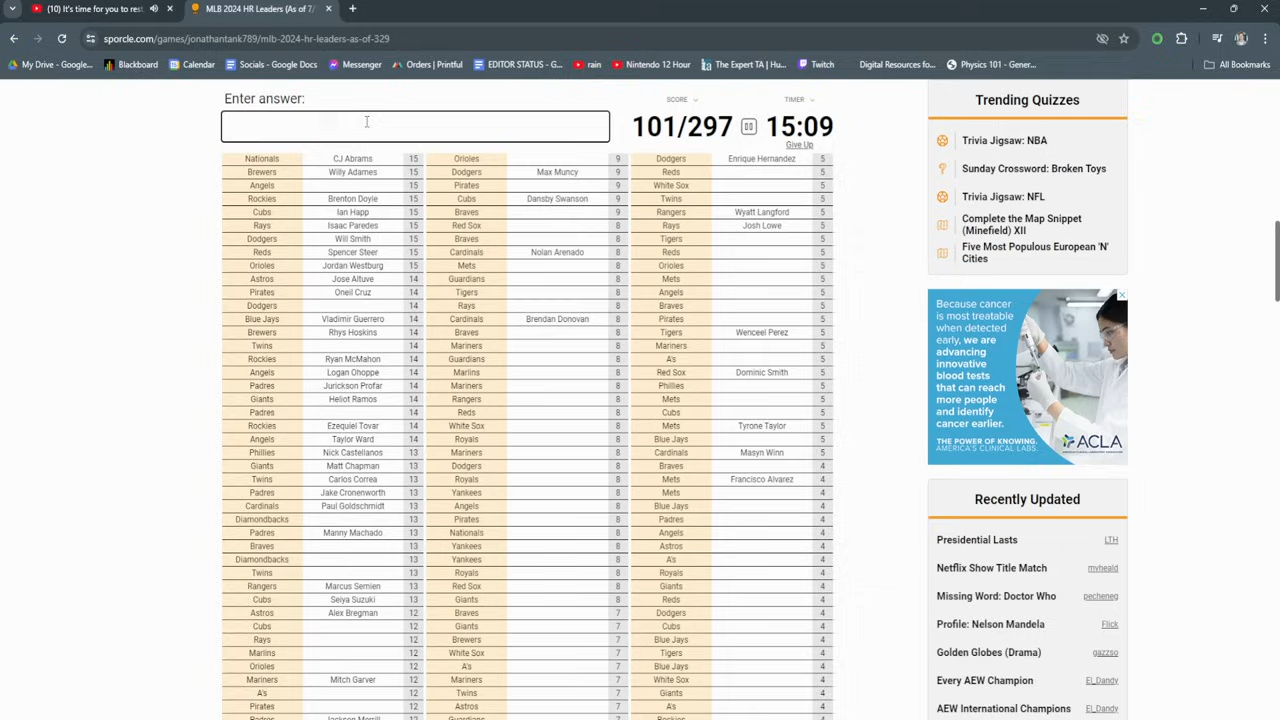 (10) It's time for you to rest
MLB 2024 HR Leaders (As of 7/
sporcle.com/games/jonathantank789/mlb-2024-hr-leaders-as-of-329
My Drive - Google... Blackboard Calendar Socials - Google Docs Messenger Orders | Printful EDITOR STATUS - G... rain Nintendo 12 Hour The Expert TA | Hu... Twitch Digital Resources fo... Physics 101 - Gener... All Bookmarks
Enter answer:
SCORE TIMER
101/297 15:09
Give Up
Nationals CJ Abrams 15 Orioles 9 Dodgers Enrique Hernandez 5
Brewers Willy Adames 15 Dodgers Max Muncy 9 Reds 5
Angels 15 Pirates 9 White Sox 5
Rockies Brenton Doyle 15 Cubs Dansby Swanson 9 Twins 5
Cubs Ian Happ 15 Braves 9 Rangers Wyatt Langford 5
Rays Isaac Paredes 15 Red Sox 8 Rays Josh Lowe 5
Dodgers Will Smith 15 Braves 8 Tigers 5
Reds Spencer Steer 15 Cardinals Nolan Arenado 8 Reds 5
Orioles Jordan Westburg 15 Mets 8 Orioles 5
Astros Jose Altuve 14 Guardians 8 Mets 5
Pirates Oneil Cruz 14 Tigers 8 Angels 5
Dodgers 14 Rays 8 Braves 5
Blue Jays Vladimir Guerrero 14 Cardinals Brendan Donovan 8 Pirates 5
Brewers Rhys Hoskins 14 Braves 8 Tigers Wenceel Perez 5
Twins 14 Mariners 8 Mariners 5
Rockies Ryan McMahon 14 Guardians 8 A's 5
Angels Logan Ohoppe 14 Marlins 8 Red Sox Dominic Smith 5
Padres Jurickson Profar 14 Mariners 8 Phillies 5
Giants Heliot Ramos 14 Rangers 8 Mets 5
Padres 14 Reds 8 Cubs 5
Rockies Ezequiel Tovar 14 White Sox 8 Mets Tyrone Taylor 5
Angels Taylor Ward 14 Royals 8 Blue Jays 5
Phillies Nick Castellanos 13 Mariners 8 Cardinals Masyn Winn 5
Giants Matt Chapman 13 Dodgers 8 Braves 4
Twins Carlos Correa 13 Royals 8 Mets Francisco Alvarez 4
Padres Jake Cronenworth 13 Yankees 8 Mets 4
Cardinals Paul Goldschmidt 13 Angels 8 Blue Jays 4
Diamondbacks 13 Pirates 8 Padres 4
Padres Manny Machado 13 Nationals 8 Angels 4
Braves 13 Yankees 8 Astros 4
Diamondbacks 13 Yankees 8 A's 4
Twins 13 Royals 8 Royals 4
Rangers Marcus Semien 13 Red Sox 8 Giants 4
Cubs Seiya Suzuki 13 Giants 8 Reds 4
Astros Alex Bregman 12 Braves 7 Dodgers 4
Cubs 12 Giants 7 Cubs 4
Rays 12 Brewers 7 Blue Jays 4
Marlins 12 White Sox 7 Tigers 4
Orioles 12 A's 7 Blue Jays 4
Mariners Mitch Garver 12 Mariners 7 White Sox 4
A's 12 Twins 7 Giants 4
Pirates 12 Astros 7 A's 4
Padres Jackson Merrill 12 Guardians 7 Rockies 4
Trending Quizzes
Trivia Jigsaw: NBA
Sunday Crossword: Broken Toys
Trivia Jigsaw: NFL
Complete the Map Snippet
(Minefield) XII
Five Most Populous European 'N'
Cities
Because cancer
is most treatable
when detected
early, we are
advancing
innovative
blood tests
that can reach
more people
and identify
cancer earlier.
THE POWER OF KNOWING.
AMERICA'S CLINICAL LABS.
ACLA
AMERICAN CLINICAL LABORATORY ASSOCIATION
Recently Updated
Presidential Lasts LTH
Netflix Show Title Match mvheald
Missing Word: Doctor Who pecheneg
Profile: Nelson Mandela Flick
Golden Globes (Drama) gazzso
Every AEW Champion El_Dandy
AEW International Champions El_Dandy